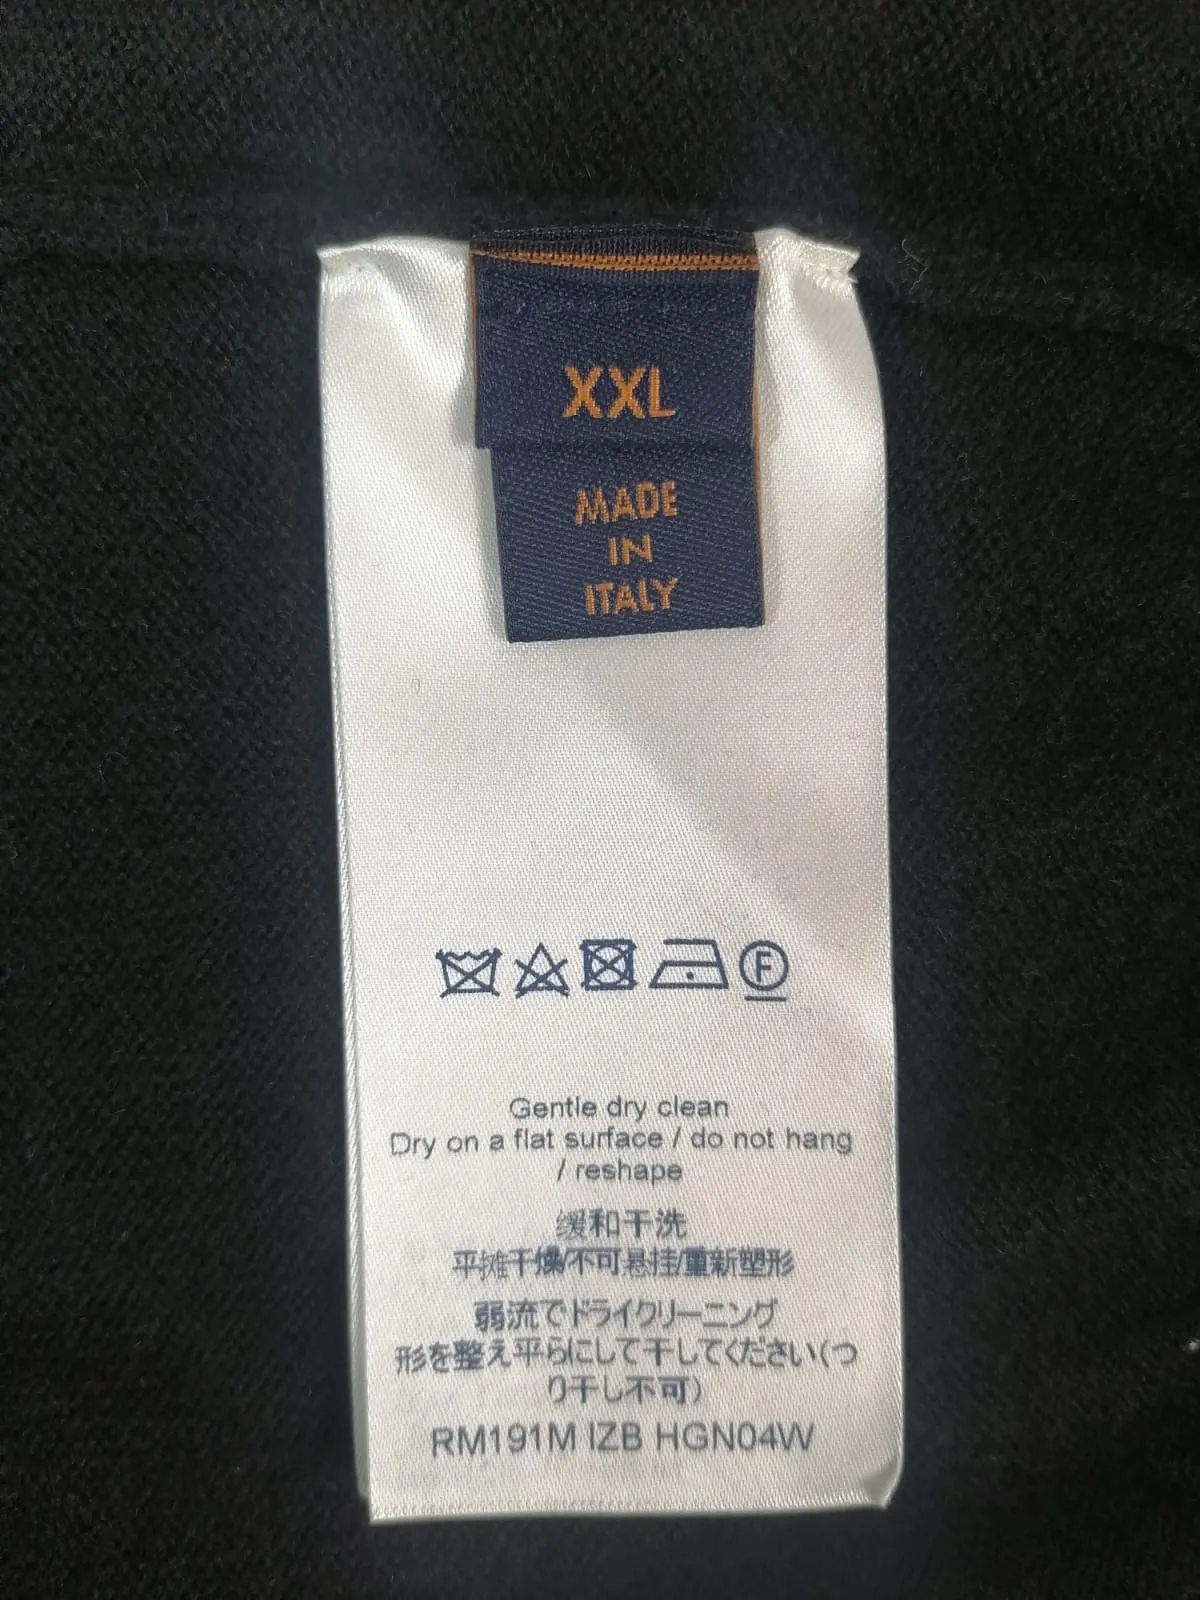 XXL
MADE
IN
ITALY
F
Gentle dry clean
Dry on a flat surface / do not hang
/ reshape
缓和干洗
平摊干燥/不可悬挂/重新塑形
弱流でドライクリーニング
形を整え平らにして干してください(つ
り干し不可)
RM191M IZB HGN04W